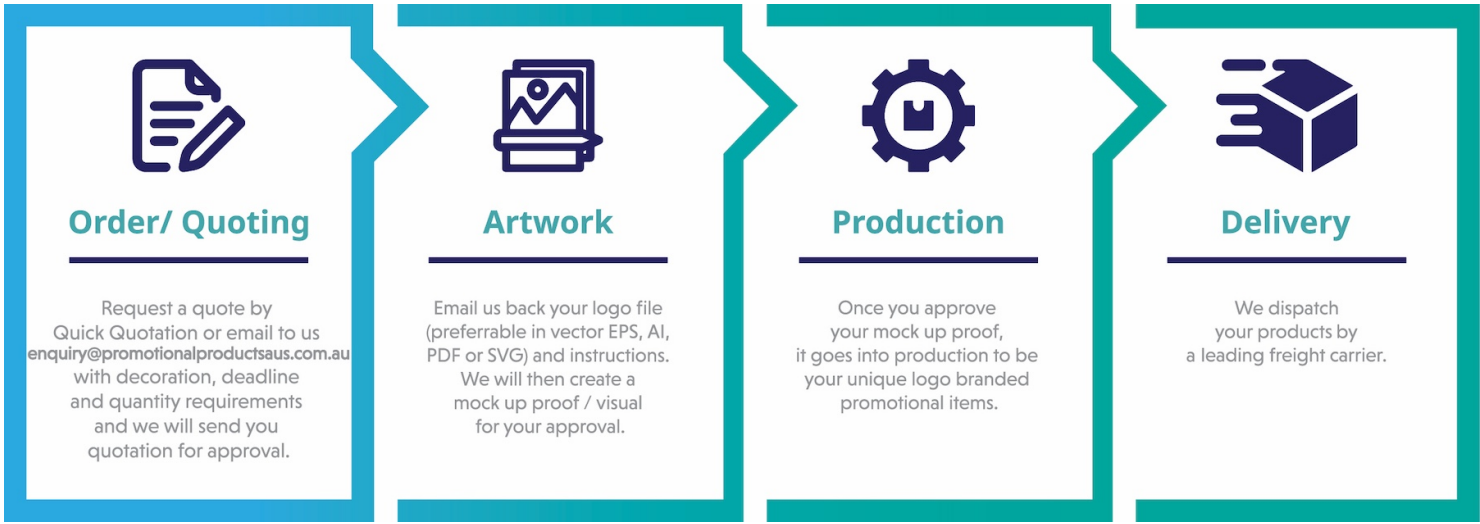 Order/ Quoting
Request a quote by
Quick Quotation or email to us
enquiry@promotionalproductsaus.com.au
with decoration, deadline
and quantity requirements
and we will send you
quotation for approval.
Artwork
Email us back your logo file
(preferrable in vector EPS, AI,
PDF or SVG) and instructions.
We will then create a
mock up proof / visual
for your approval.
Production
Once you approve
your mock up proof,
it goes into production to be
your unique logo branded
promotional items.
Delivery
We dispatch
your products by
a leading freight carrier.